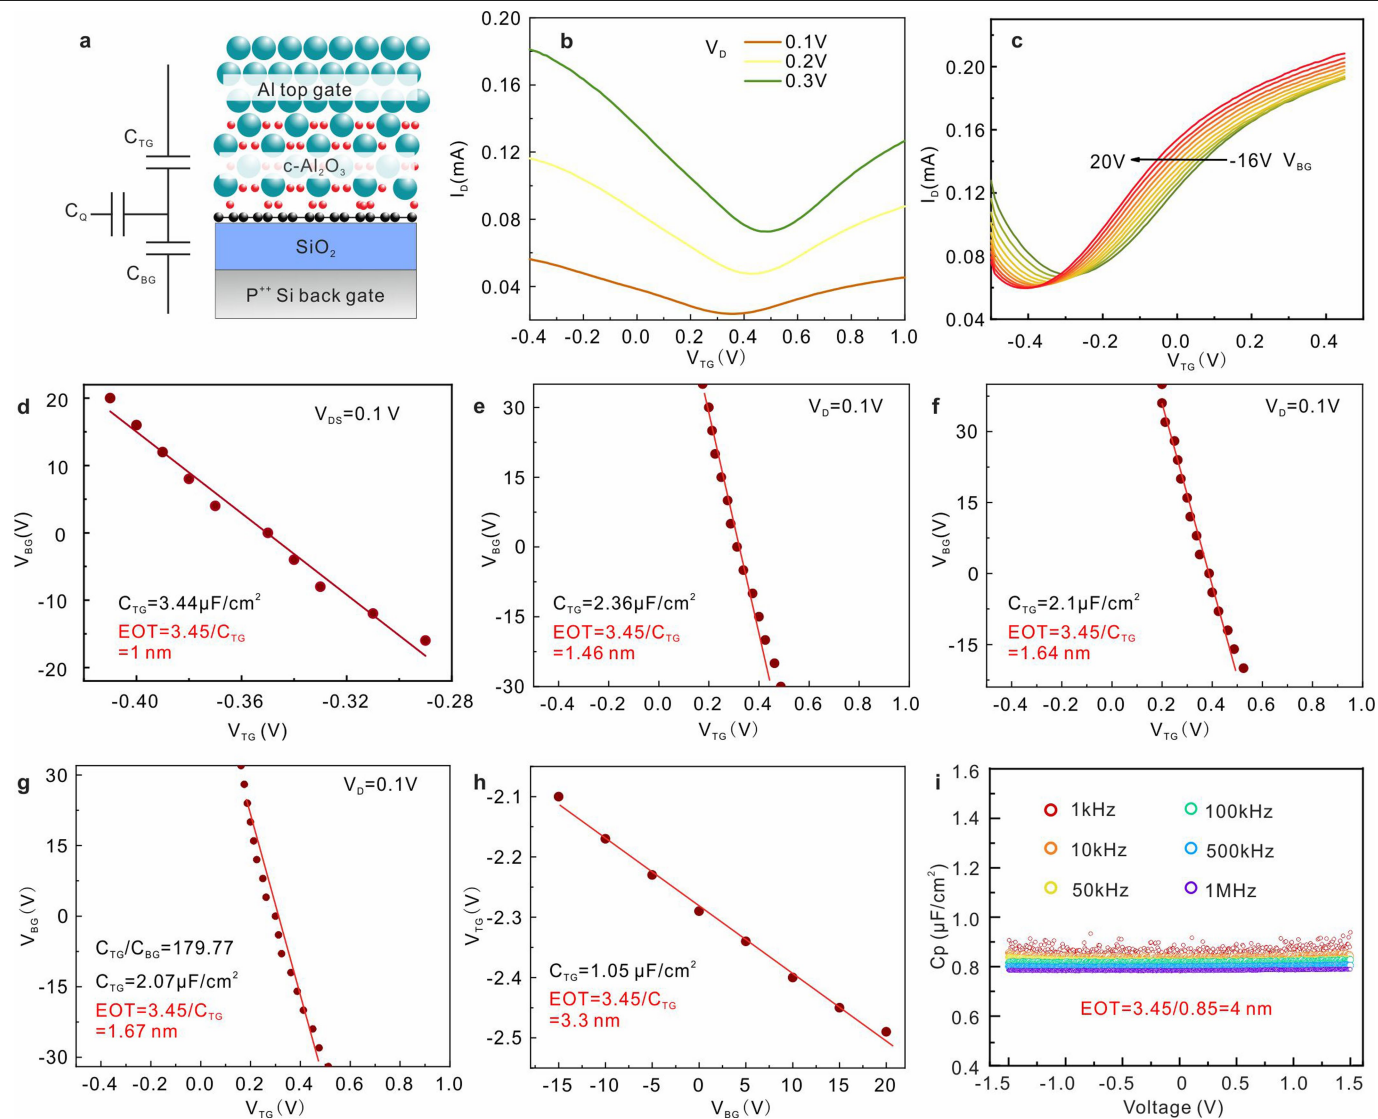 a
Al top gate
C_TG
c-Al₂O₃
C_Q
SiO₂
C_BG
P⁺⁺ Si back gate
b
V_D
0.1V
0.2V
0.3V
0.20
0.16
0.12
0.08
0.04
I_D(mA)
-0.4 -0.2 0.0 0.2 0.4 0.6 0.8 1.0
V_TG(V)
c
0.20
0.16
0.12
0.08
0.04
I_D(mA)
20V -16V V_BG
-0.4 -0.2 0.0 0.2 0.4
V_TG(V)
d
V_DS=0.1 V
20
10
0
-10
-20
V_BG(V)
C_TG=3.44µF/cm²
EOT=3.45/C_TG
=1 nm
-0.40 -0.36 -0.32 -0.28
V_TG(V)
e
V_D=0.1V
30
15
0
-15
-30
V_BG(V)
C_TG=2.36µF/cm²
EOT=3.45/C_TG
=1.46 nm
-0.4 -0.2 0.0 0.2 0.4 0.6 0.8 1.0
V_TG(V)
f
V_D=0.1V
30
15
0
-15
V_BG(V)
C_TG=2.1µF/cm²
EOT=3.45/C_TG
=1.64 nm
-0.4 -0.2 0.0 0.2 0.4 0.6 0.8 1.0
V_TG(V)
g
V_D=0.1V
30
15
0
-15
-30
V_BG(V)
C_TG/C_BG=179.77
C_TG=2.07µF/cm²
EOT=3.45/C_TG
=1.67 nm
-0.4 -0.2 0.0 0.2 0.4 0.6 0.8 1.0
V_TG(V)
h
-2.1
-2.2
-2.3
-2.4
-2.5
V_TG(V)
C_TG=1.05 µF/cm²
EOT=3.45/C_TG
=3.3 nm
-15 -10 -5 0 5 10 15 20
V_BG(V)
i
1kHz
10kHz
50kHz
100kHz
500kHz
1MHz
1.6
1.4
1.2
1.0
0.8
0.6
0.4
Cp (µF/cm²)
EOT=3.45/0.85=4 nm
-1.5 -1.0 -0.5 0 0.5 1.0 1.5
Voltage (V)